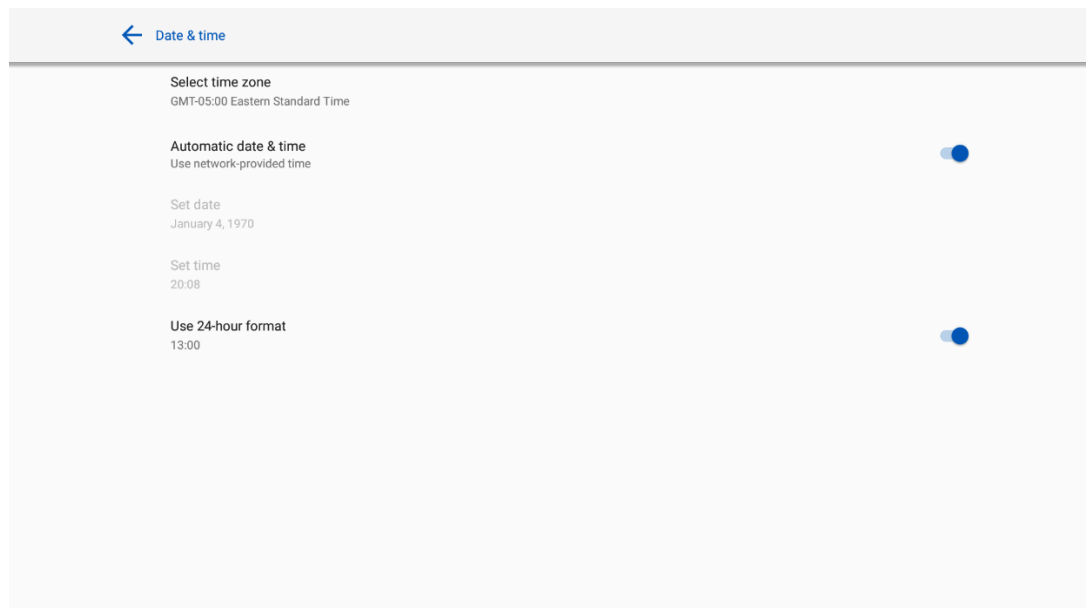 Date & time
Select time zone
GMT-05:00 Eastern Standard Time
Automatic date & time
Use network-provided time
Set date
January 4, 1970
Set time
20:08
Use 24-hour format
13:00